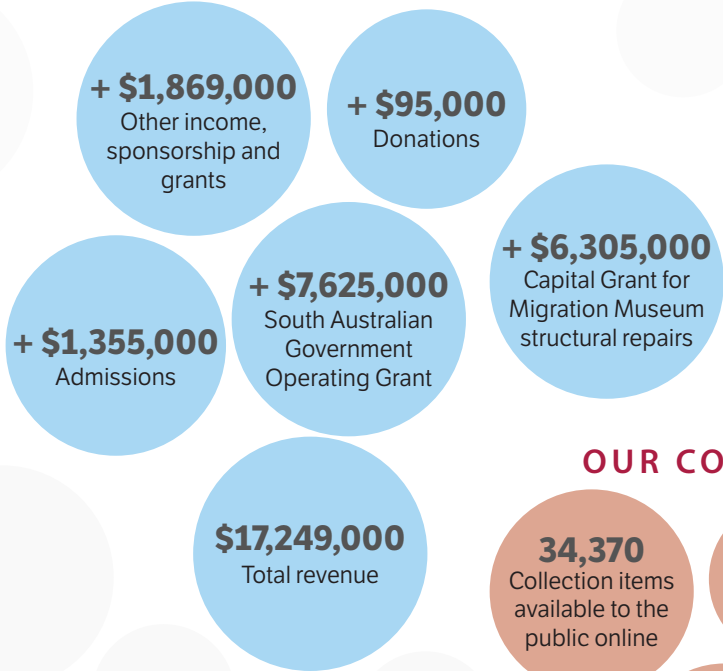 + $1,869,000
Other income,
sponsorship and
grants
+ $95,000
Donations
+ $6,305,000
Capital Grant for
Migration Museum
structural repairs
+ $7,625,000
South Australian
Government
Operating Grant
+ $1,355,000
Admissions
$17,249,000
Total revenue
OUR CO
34,370
Collection items
available to the
public online